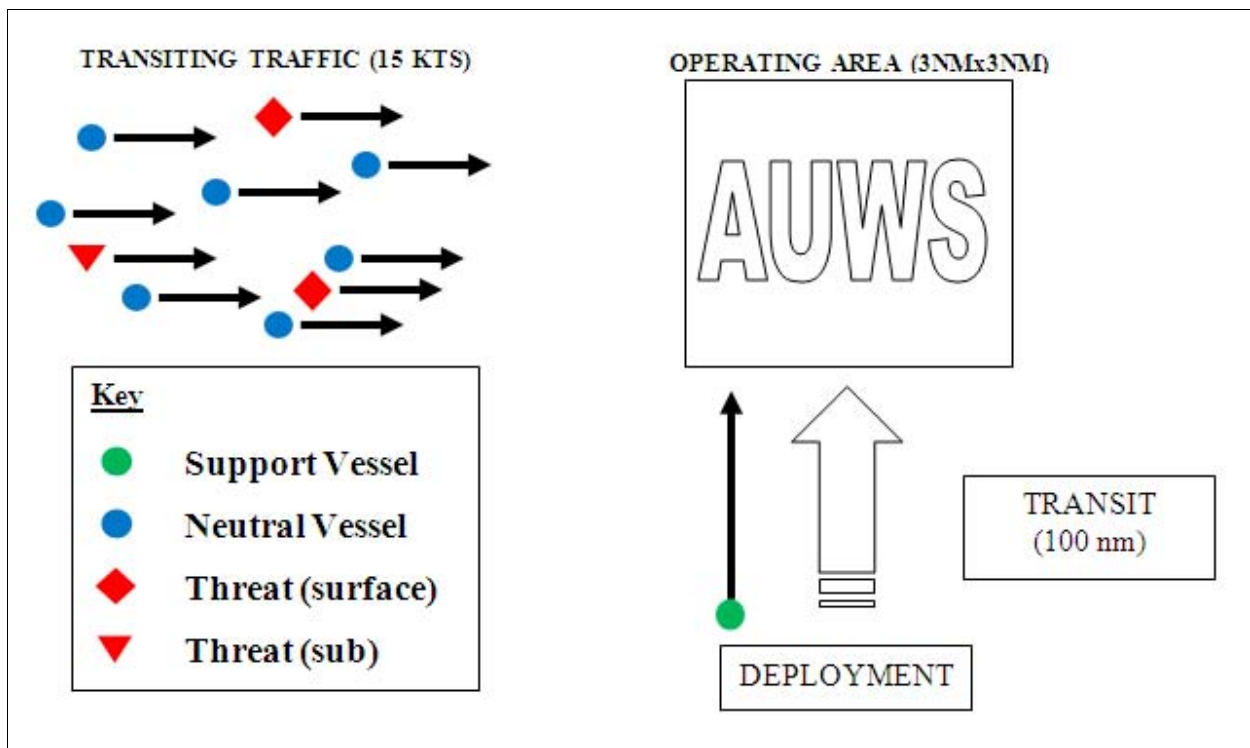 TRANSITING TRAFFIC (15 KTS)
OPERATING AREA (3NMx3NM)
AUWS
Key
Support Vessel
Neutral Vessel
Threat (surface)
Threat (sub)
TRANSIT
(100 nm)
DEPLOYMENT